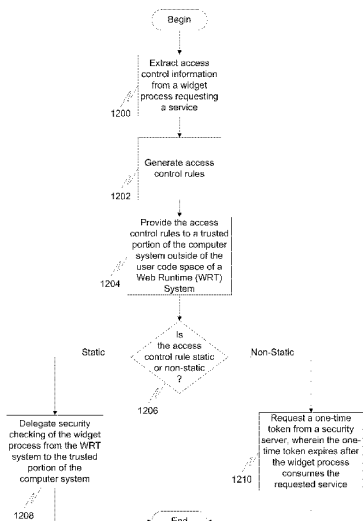 Begin
Extract access
control information
from a widget
process requesting
a service
1200
Generate access
control rules
1202
Provide the access
control rules to a trusted
portion of the computer
system outside of the
user code space of a
Web Runtime (WRT)
System
1204
Is
the access
control rule static
or non-static
?
Static
Non-Static
1206
Delegate security
checking of the widget
process from the WRT
system to the trusted
portion of the
computer system
1208
Request a one-time
token from a security
server, wherein the one-
time token expires after
the widget process
consumes the
requested service
1210
End